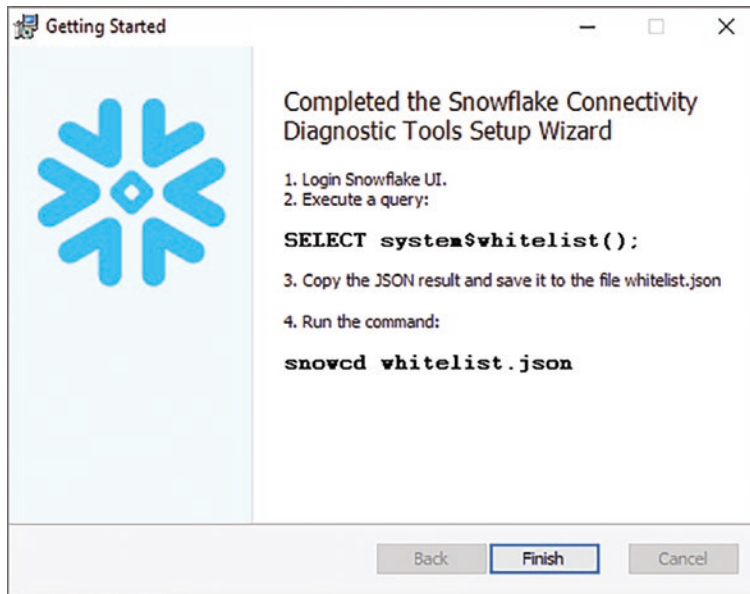 Getting Started
Completed the Snowflake Connectivity
Diagnostic Tools Setup Wizard
1. Login Snowflake UI.
2. Execute a query:
SELECT system$whitelist();
3. Copy the JSON result and save it to the file whitelist.json
4. Run the command:
snowcd whitelist.json
Back Finish Cancel